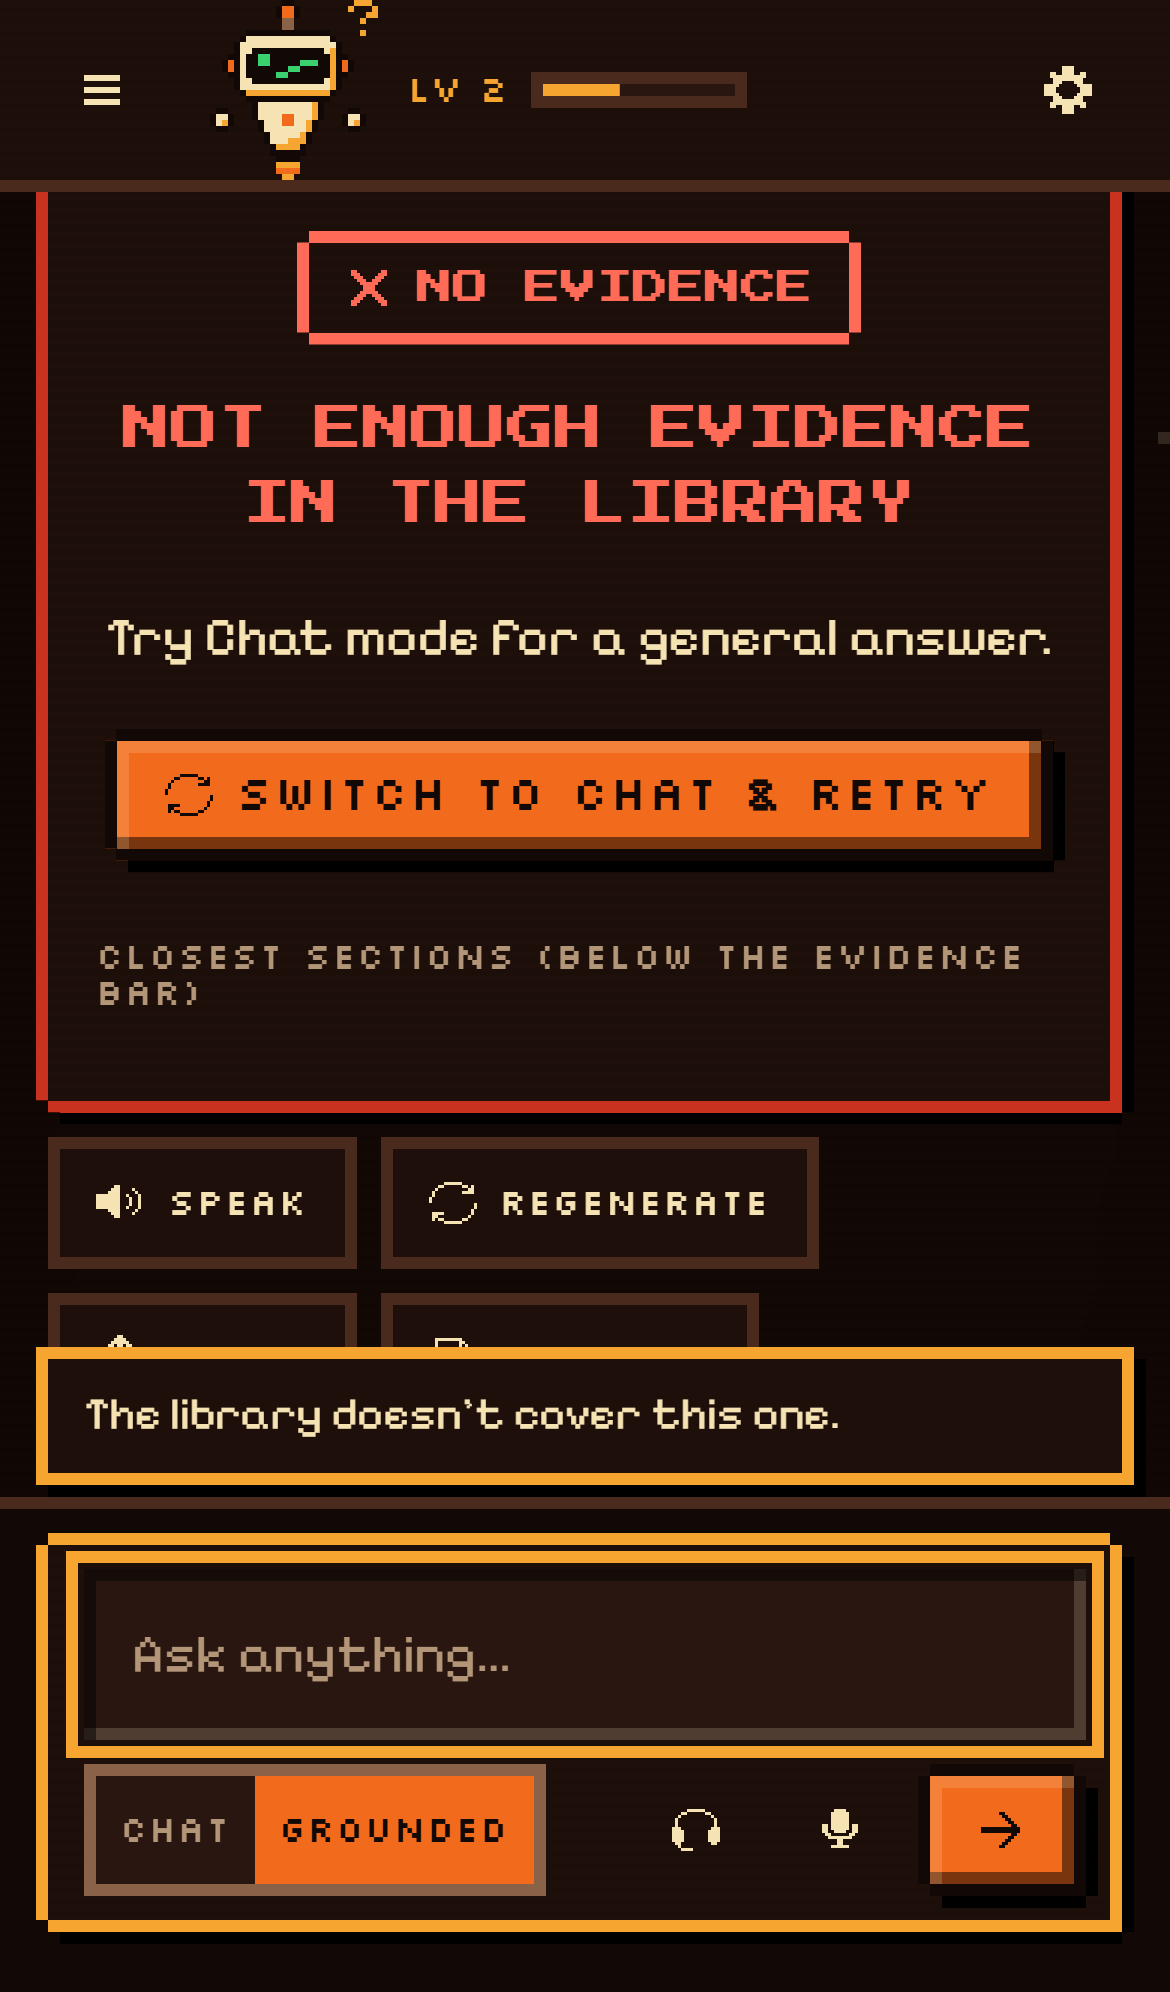 ?
LV 2
NO EVIDENCE
NOT ENOUGH EVIDENCE
IN THE LIBRARY
Try Chat mode for a general answer.
SWITCH TO CHAT & RETRY
CLOSEST SECTIONS (BELOW THE EVIDENCE
BAR)
SPEAK
REGENERATE
The library doesn't cover this one.
Ask anything...
CHAT
GROUNDED